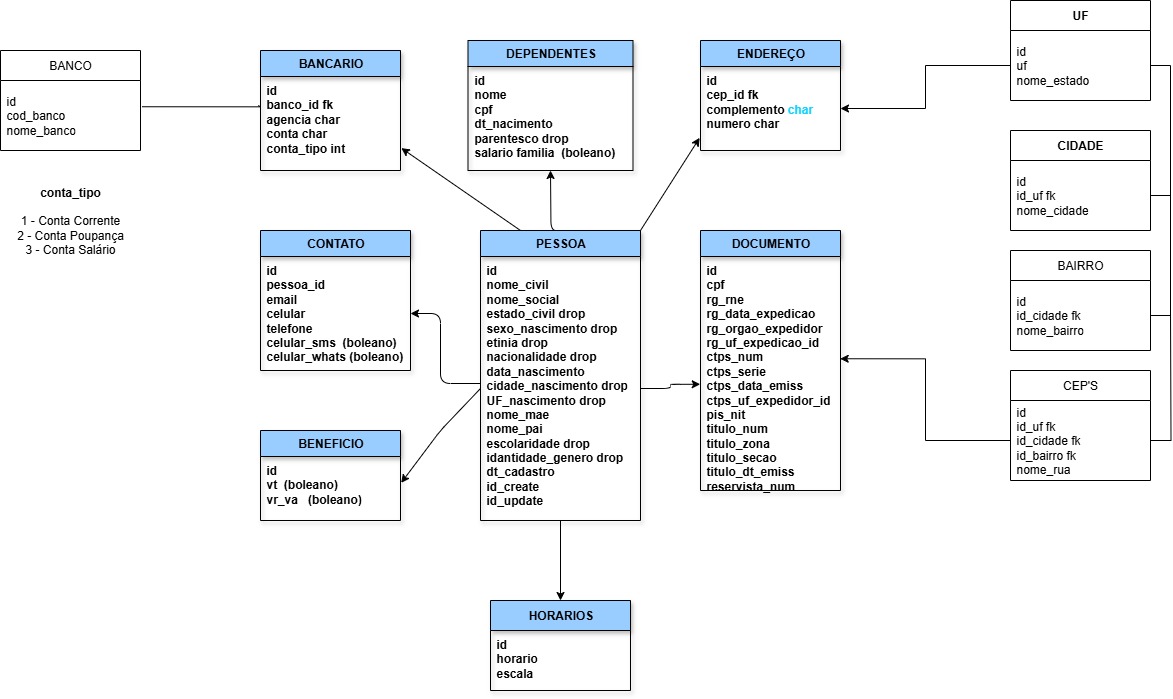 BANCO
id
cod_banco
nome_banco
conta_tipo
1 - Conta Corrente
2 - Conta Poupança
3 - Conta Salário
BANCARIO
id
banco_id fk
agencia char
conta char
conta_tipo int
DEPENDENTES
id
nome
cpf
dt_nacimento
parentesco drop
salario familia (boleano)
ENDEREÇO
id
cep_id fk
complemento char
numero char
UF
id
uf
nome_estado
CIDADE
id
id_uf fk
nome_cidade
BAIRRO
id
id_cidade fk
nome_bairro
CEP'S
id
id_uf fk
id_cidade fk
id_bairro fk
nome_rua
CONTATO
id
pessoa_id
email
celular
telefone
celular_sms (boleano)
celular_whats (boleano)
PESSOA
id
nome_civil
nome_social
estado_civil drop
sexo_nascimento drop
etinia drop
nacionalidade drop
data_nascimento
cidade_nascimento drop
UF_nascimento drop
nome_mae
nome_pai
escolaridade drop
idantidade_genero drop
dt_cadastro
id_create
id_update
DOCUMENTO
id
cpf
rg_rne
rg_data_expedicao
rg_orgao_expedidor
rg_uf_expedicao_id
ctps_num
ctps_serie
ctps_data_emiss
ctps_uf_expedidor_id
pis_nit
titulo_num
titulo_zona
titulo_secao
titulo_dt_emiss
reservista_num
BENEFICIO
id
vt (boleano)
vr_va (boleano)
HORARIOS
id
horario
escala